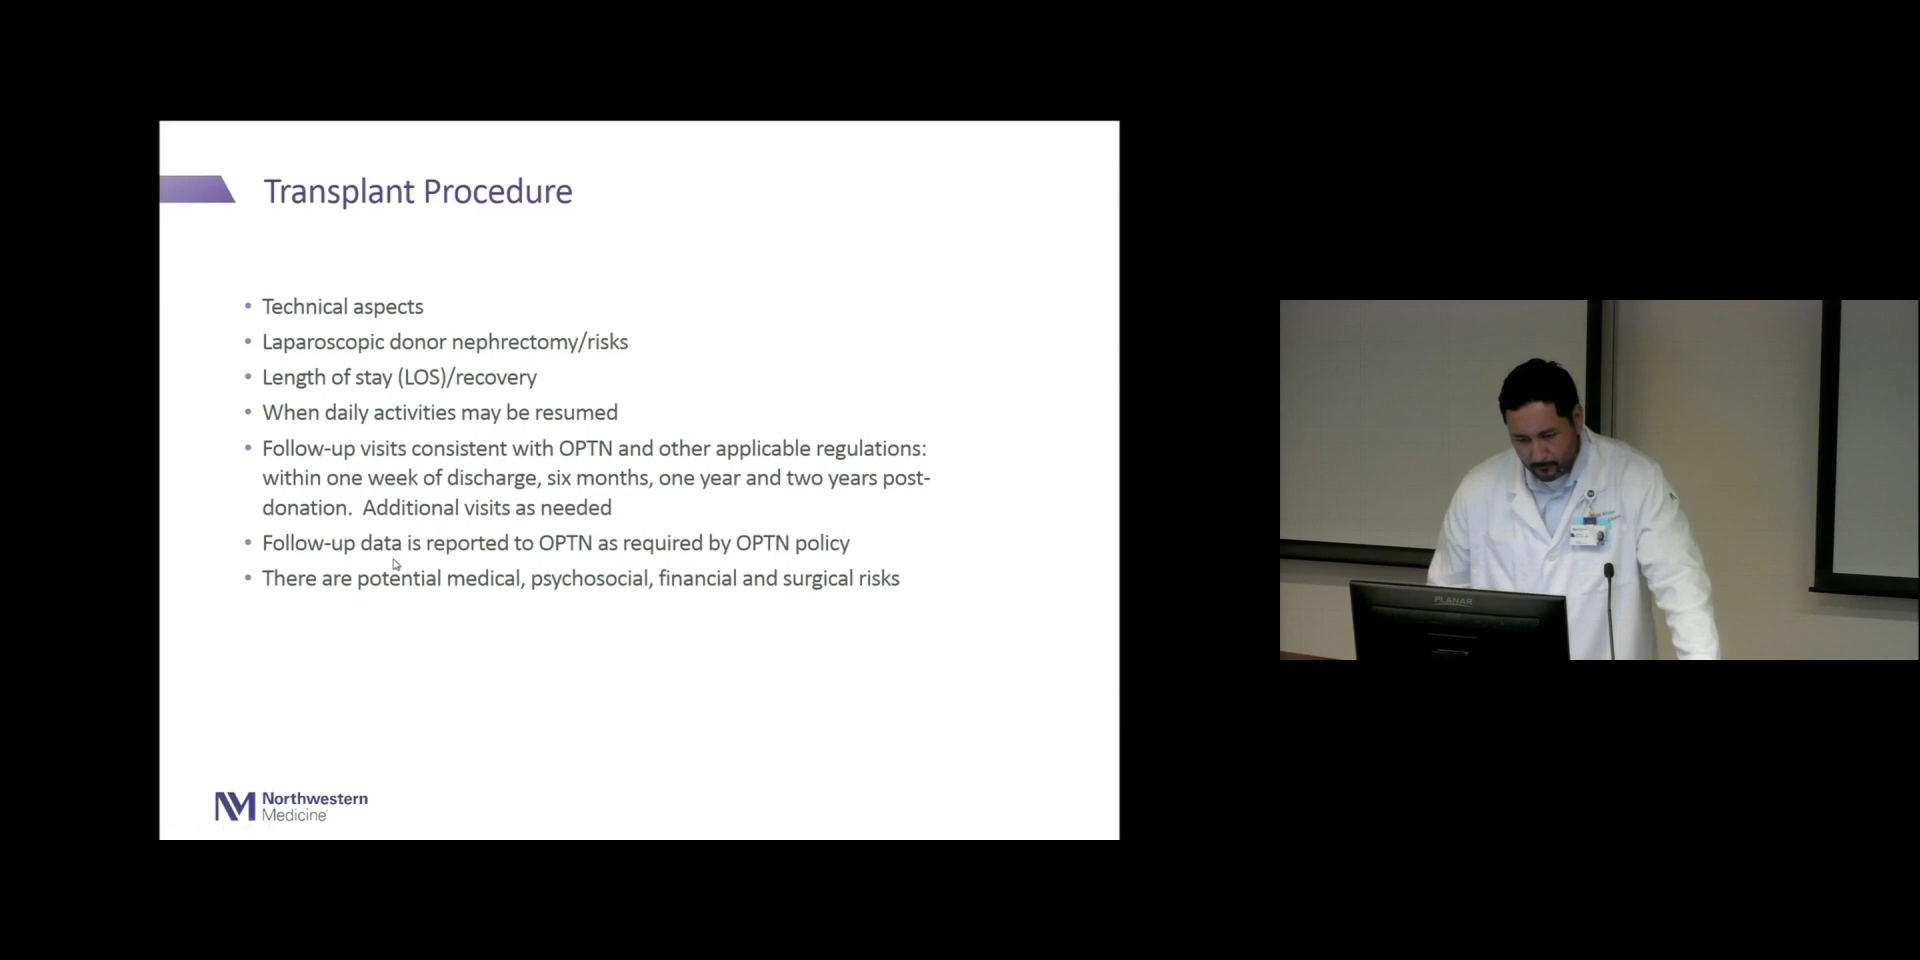 Transplant Procedure
• Technical aspects
• Laparoscopic donor nephrectomy/risks
• Length of stay (LOS)/recovery
• When daily activities may be resumed
• Follow-up visits consistent with OPTN and other applicable regulations:
within one week of discharge, six months, one year and two years post-
donation.  Additional visits as needed
• Follow-up data is reported to OPTN as required by OPTN policy
• There are potential medical, psychosocial, financial and surgical risks
NM Northwestern
Medicine
PLANAR